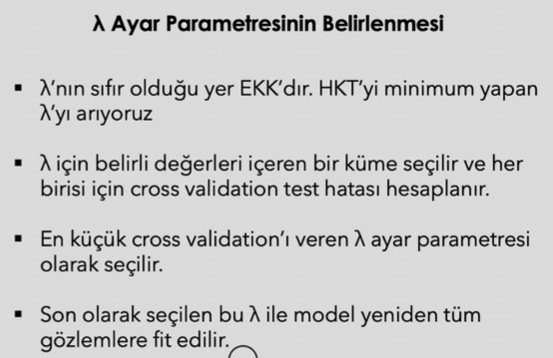 λ Ayar Parametresinin Belirlenmesi
▪ λ’nın sıfır olduğu yer EKK’dır. HKT’yi minimum yapan
λ’yı arıyoruz
▪ λ için belirli değerleri içeren bir küme seçilir ve her
birisi için cross validation test hatası hesaplanır.
▪ En küçük cross validation’ı veren λ ayar parametresi
olarak seçilir.
▪ Son olarak seçilen bu λ ile model yeniden tüm
gözlemlere fit edilir.